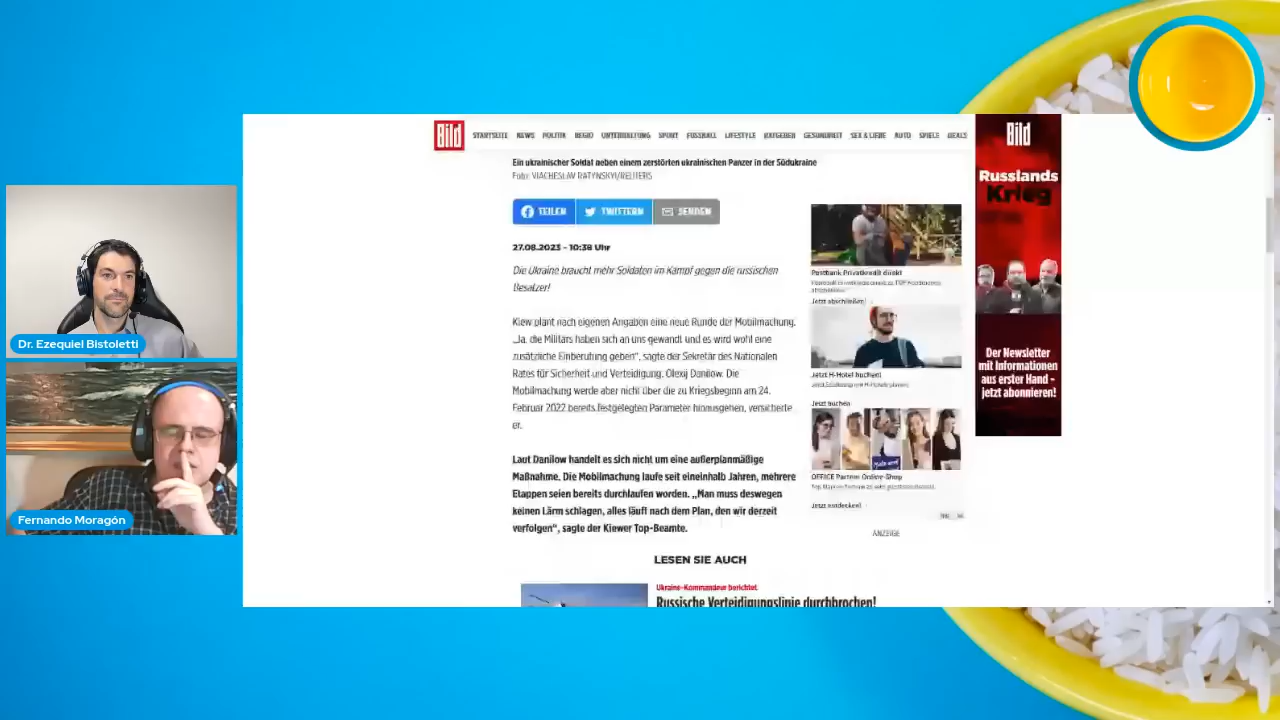 Bild
STARTSEITE NEWS POLITIK REGIO UNTERHALTUNG SPORT FUSSBALL LIFESTYLE RATGEBER GESUNDHEIT SEX & LIEBE AUTO SPIELE DEALS
Ein ukrainischer Soldat neben einem zerstörten ukrainischen Panzer in der Südukraine
Foto: VIACHESLAV RATYNSKYI/REUTERS
TEILEN TWITTERN SENDEN
27.08.2023 - 10:38 Uhr
Die Ukraine braucht mehr Soldaten im Kampf gegen die russischen
Besatzer!
Kiew plant nach eigenen Angaben eine neue Runde der Mobilmachung.
„Ja, die Militärs haben sich an uns gewandt und es wird wohl eine
zusätzliche Einberufung geben“, sagte der Sekretär des Nationalen
Rates für Sicherheit und Verteidigung, Olexij Danilow. Die
Mobilmachung werde aber nicht über die zu Kriegsbeginn am 24.
Februar 2022 bereits festgelegten Parameter hinausgehen, versicherte
er.
Laut Danilow handelt es sich nicht um eine außerplanmäßige
Maßnahme. Die Mobilmachung laufe seit eineinhalb Jahren, mehrere
Etappen seien bereits durchlaufen worden. „Man muss deswegen
keinen Lärm schlagen, alles läuft nach dem Plan, den wir derzeit
verfolgen“, sagte der Kiewer Top-Beamte.
LESEN SIE AUCH
Ukraine-Kommandeur berichtet
Russische Verteidigungslinie durchbrochen!
Postbank Privatkredit direkt
Jetzt abschließen!
Jetzt H-Hotel buchen!
Jetzt buchen
OFFICE Partner Online-Shop
Jetzt entdecken!
ANZEIGE
Bild
Russlands
Krieg
Der Newsletter
mit Informationen
aus erster Hand -
jetzt abonnieren!
Dr. Ezequiel Bistoletti
Fernando Moragón